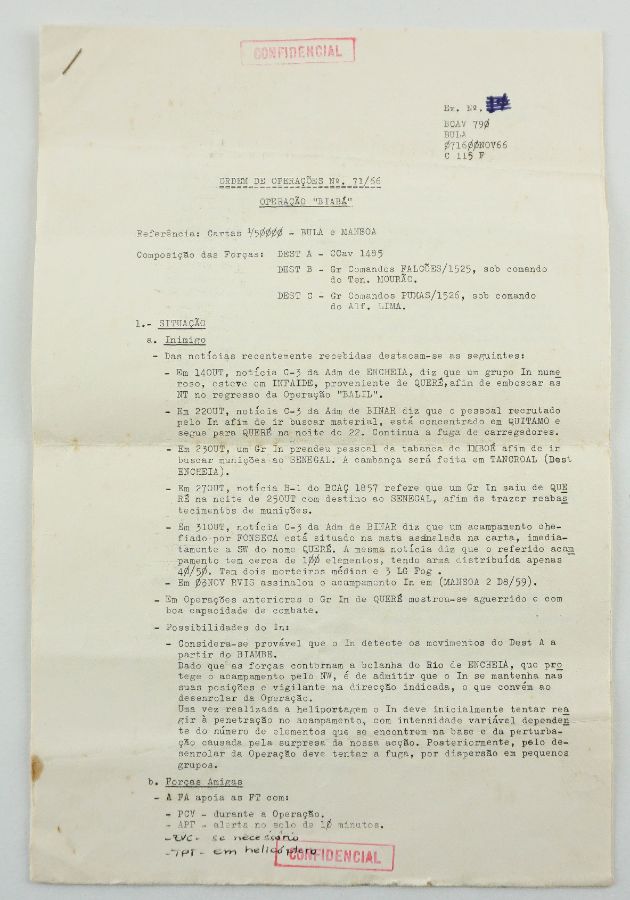 CONFIDENCIAL
Ex. Nº.
BCAV 79Ø
BULA
Ø716ØØNOV66
C 115 F
ORDEM DE OPERAÇÕES Nº. 71/66
OPERAÇÃO "BIABÁ"
Referência: Cartas 1/5ØØØØ - BULA e MANSOA
Composição das Forças: DEST A - CCav 1485
DEST B - Gr Comandos FALCÕES/1525, sob comando
do Ten. MOURÃO.
DEST C - Gr Comandos PUMAS/1526, sob comando
do Alf. LIMA.
1.- SITUAÇÃO
a. Inimigo
- Das notícias recentemente recebidas destacam-se as seguintes:
- Em 14OUT, notícia C-3 da Adm de ENCHEIA, diz que um grupo In nume
roso, esteve em INFAIDE, proveniente de QUERÉ,afim de emboscar as
NT no regresso da Operação "BALIL".
- Em 22OUT, notícia C-3 da Adm de BINAR diz que o pessoal recrutado
pelo In afim de ir buscar material, está concentrado em QUITAMO e
segue para QUERÉ na noite de 22. Continua a fuga de carregadores.
- Em 23OUT, um Gr In prendeu pessoal da tabanca de IMBOÉ afim de ir
buscar munições ao SENEGAL. A cambança será feita em TANCROAL (Dest
ENCHEIA).
- Em 27OUT, notícia B-1 do BCAÇ 1857 refere que um Gr In saiu de QUE
RÉ na noite de 25OUT com destino ao SENEGAL, afim de trazer reabas
tecimentos de munições.
- Em 31OUT, notícia C-3 da Adm de BINAR diz que um acampamento che-
fiado por FONSECA está situado na mata assinalada na carta, imedia-
tamente a SW do nome QUERÉ. A mesma notícia diz que o referido acam
pamento tem cerca de 1ØØ elementos, tendo arma distribuída apenas
4Ø/5Ø. Tem dois morteiros médios e 3 LG Fog .
- Em Ø3NOV RVIS assinalou o acampamento In em (MANSOA 2 D8/59).
- Em Operações anteriores o Gr In de QUERÉ mostrou-se aguerrido e com
boa capacidade de combate.
- Possibilidades do In:
- Considera-se provável que o In detecte os movimentos do Dest A a
partir do BIAMBE.
Dado que as forças contornam a bolanha do Rio de ENCHEIA, que pro
tege o acampamento pelo NW, é de admitir que o In se mantenha nas
suas posições e vigilante na direcção indicada, o que convém ao
desenrolar da Operação.
Uma vez realizada a heliportagem o In deve inicialmente tentar rea
gir à penetração no acampamento, com intensidade variável dependen
te do número de elementos que se encontrem na base e da perturba-
ção causada pela surpresa da nossa acção. Posteriormente, pelo de-
senrolar da Operação deve tentar a fuga, por dispersão em pequenos
grupos.
b. Forças Amigas
- A FA apoia as FT com:
- PCV - durante a Operação.
- APT - alerta no solo de 1Ø minutos.
- se necessário
- TPT - em helicóptero
CONFIDENCIAL